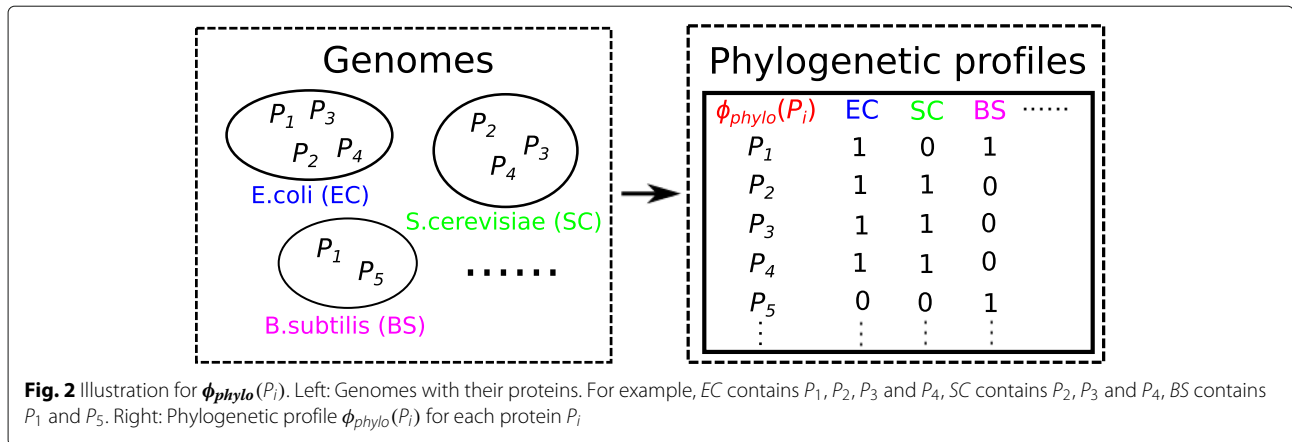 Genomes
P1 P3
P2 P4
E.coli (EC)
P2
P3
P4
S.cerevisiae (SC)
P1
P5
B.subtilis (BS)
......
Phylogenetic profiles
ϕphylo(Pi) EC SC BS ......
P1 1 0 1
P2 1 1 0
P3 1 1 0
P4 1 1 0
P5 0 0 1
⋮ ⋮ ⋮ ⋮
Fig. 2 Illustration for ϕphylo(Pi). Left: Genomes with their proteins. For example, EC contains P1, P2, P3 and P4, SC contains P2, P3 and P4, BS contains
P1 and P5. Right: Phylogenetic profile ϕphylo(Pi) for each protein Pi